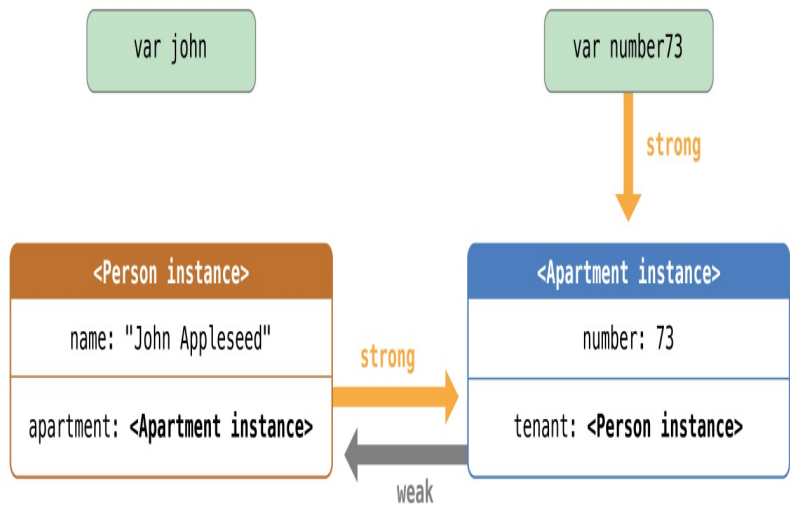 var john
var number73
strong
<Person instance>
<Apartment instance>
name: "John Appleseed"
number: 73
strong
apartment: <Apartment instance>
tenant: <Person instance>
weak